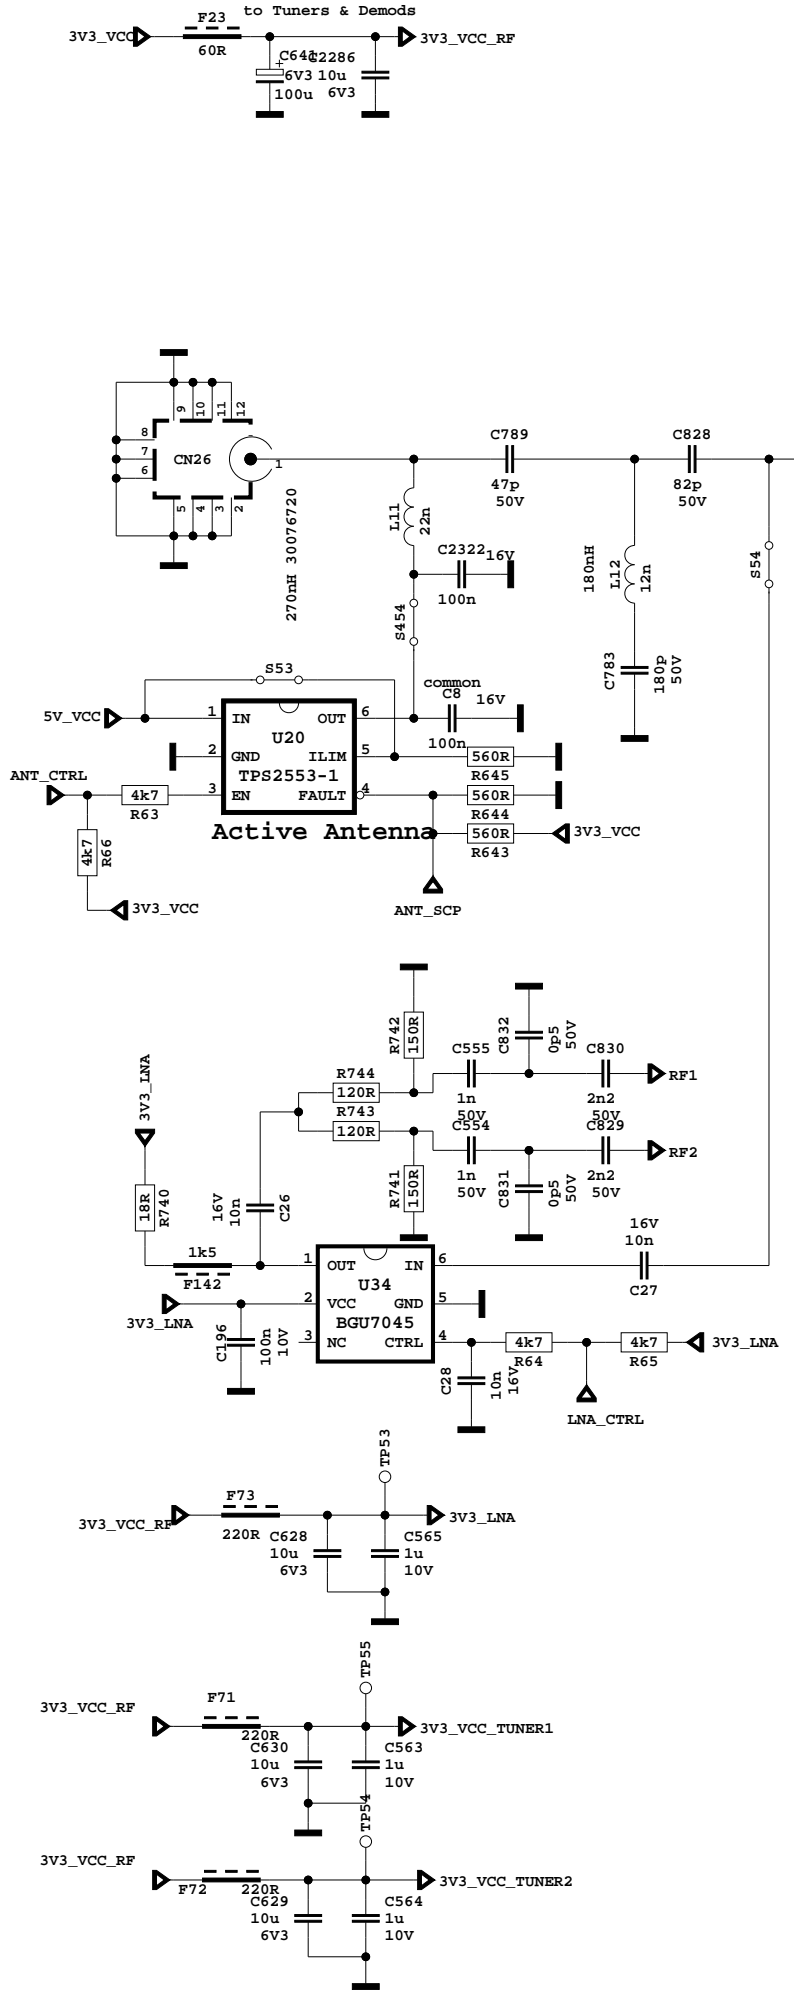 to Tuners & Demods
F23
3V3_VCC
60R
3V3_VCC_RF
C641
C2286
6V3
10u
100u
6V3
9
10
11
12
8
7
6
CN26
1
5
4
3
2
270nH 30076720
L11
22n
C789
47p
50V
C828
82p
50V
C2322
16V
100n
S454
180nH
L12
12n
S54
C783
180p
50V
S53
5V_VCC
1
IN
OUT
6
common
C8
16V
100n
U20
2
GND
ILIM
5
560R
R645
TPS2553-1
ANT_CTRL
4k7
R63
3
EN
FAULT
4
560R
R644
Active Antenna
560R
R643
3V3_VCC
4k7
R66
3V3_VCC
ANT_SCP
R742
150R
C832
0p5
50V
C555
1n
50V
C830
2n2
50V
RF1
R744
120R
R743
120R
3V3_LNA
C554
1n
50V
C829
2n2
50V
RF2
R741
150R
C831
0p5
50V
18R
R740
16V
10n
C26
1k5
F142
1
OUT
IN
6
16V
10n
C27
U34
3V3_LNA
2
VCC
GND
5
BGU7045
C196
100n
10V
3
NC
CTRL
4
4k7
R64
4k7
R65
3V3_LNA
C28
10n
16V
LNA_CTRL
TP53
F73
3V3_VCC_RF
220R
3V3_LNA
C628
10u
6V3
C565
1u
10V
TP55
3V3_VCC_RF
F71
220R
3V3_VCC_TUNER1
C630
10u
6V3
C563
1u
10V
TP54
3V3_VCC_RF
F72
220R
3V3_VCC_TUNER2
C629
10u
6V3
C564
1u
10V